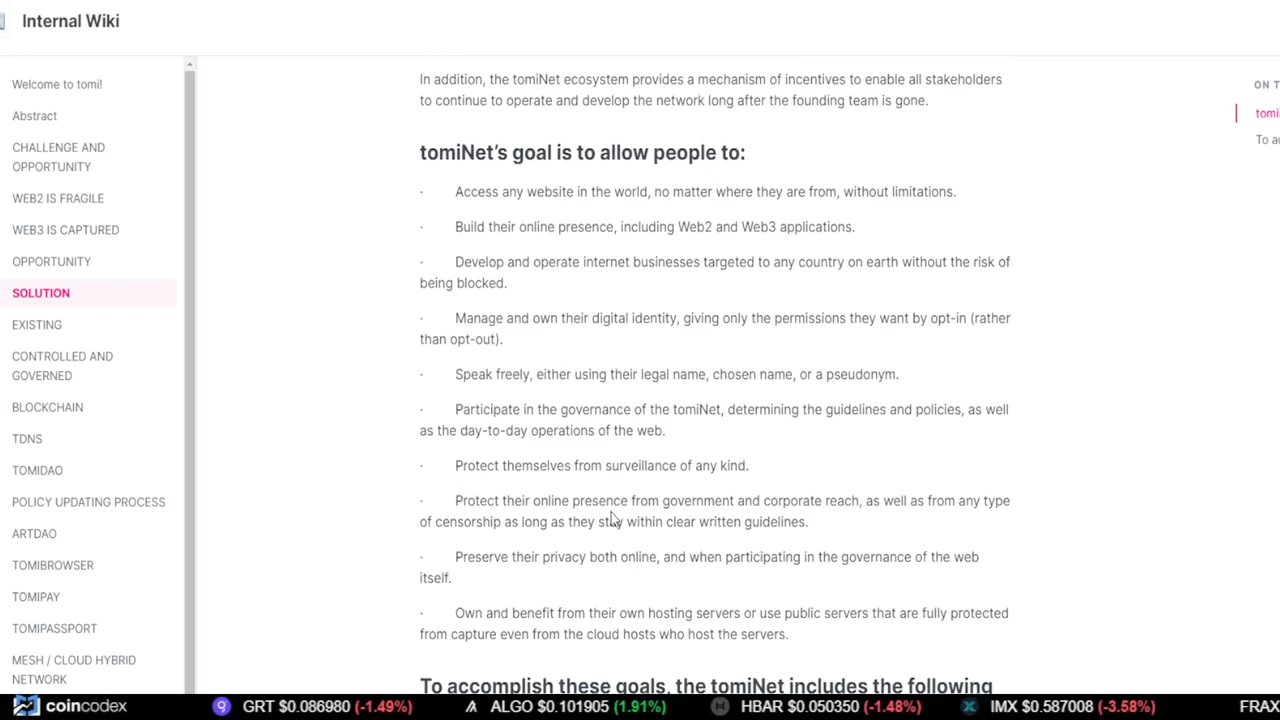 Internal Wiki
Welcome to tomi!
Abstract
CHALLENGE AND
OPPORTUNITY
WEB2 IS FRAGILE
WEB3 IS CAPTURED
OPPORTUNITY
SOLUTION
EXISTING
CONTROLLED AND
GOVERNED
BLOCKCHAIN
TDNS
TOMIDAO
POLICY UPDATING PROCESS
ARTDAO
TOMIBROWSER
TOMIPAY
TOMIPASSPORT
MESH / CLOUD HYBRID
NETWORK
In addition, the tomiNet ecosystem provides a mechanism of incentives to enable all stakeholders
to continue to operate and develop the network long after the founding team is gone.
tomiNet’s goal is to allow people to:
· Access any website in the world, no matter where they are from, without limitations.
· Build their online presence, including Web2 and Web3 applications.
· Develop and operate internet businesses targeted to any country on earth without the risk of
being blocked.
· Manage and own their digital identity, giving only the permissions they want by opt-in (rather
than opt-out).
· Speak freely, either using their legal name, chosen name, or a pseudonym.
· Participate in the governance of the tomiNet, determining the guidelines and policies, as well
as the day-to-day operations of the web.
· Protect themselves from surveillance of any kind.
· Protect their online presence from government and corporate reach, as well as from any type
of censorship as long as they stay within clear written guidelines.
· Preserve their privacy both online, and when participating in the governance of the web
itself.
· Own and benefit from their own hosting servers or use public servers that are fully protected
from capture even from the cloud hosts who host the servers.
To accomplish these goals, the tomiNet includes the following
ON T
tomi
To ac
coincodex GRT $0.086980 (-1.49%) ALGO $0.101905 (1.91%) HBAR $0.050350 (-1.48%) IMX $0.587008 (-3.58%) FRAX